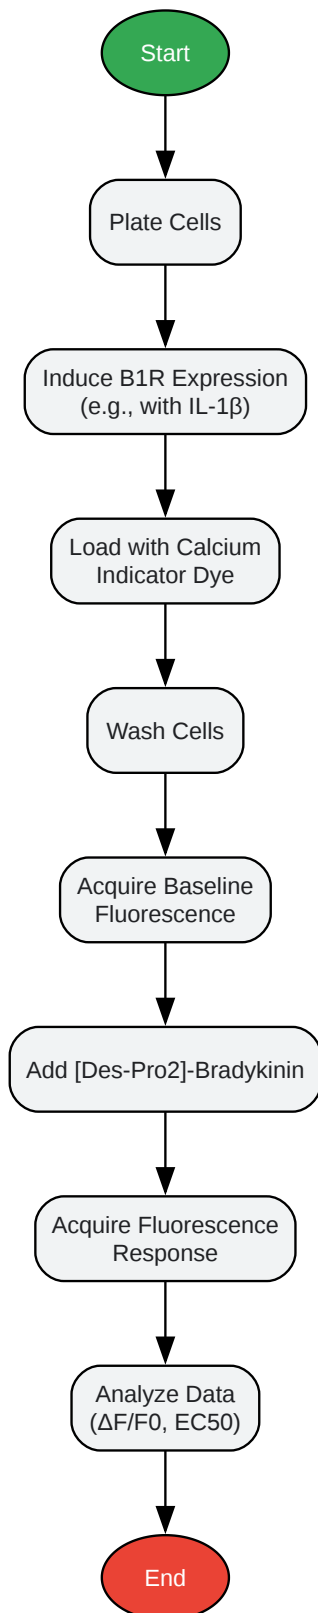 Start
Plate Cells
Induce B1R Expression
(e.g., with IL-1β)
Load with Calcium
Indicator Dye
Wash Cells
Acquire Baseline
Fluorescence
Add [Des-Pro2]-Bradykinin
Acquire Fluorescence
Response
Analyze Data
(ΔF/F0, EC50)
End